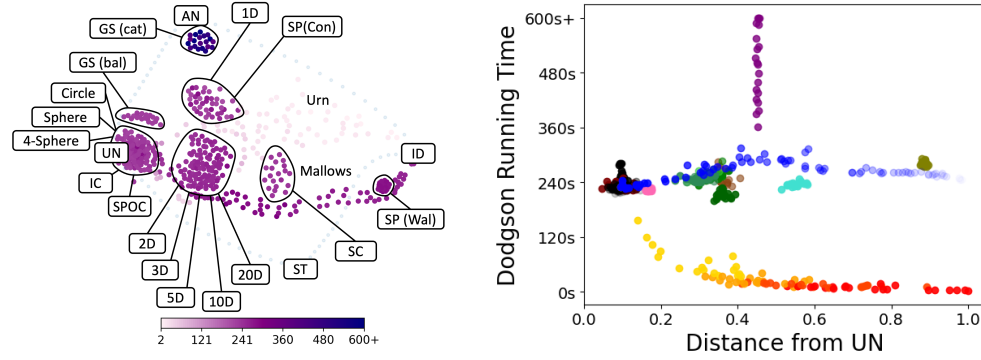 AN
1D
GS (cat)
SP(Con)
GS (bal)
Circle
Urn
Sphere
4-Sphere
UN
ID
IC
Mallows
SPOC
SP (Wal)
2D
SC
3D
20D
ST
5D
10D
2 121 241 360 480 600+
Dodgson Running Time
600s+
480s
360s
240s
120s
0s
0.0 0.2 0.4 0.6 0.8 1.0
Distance from UN